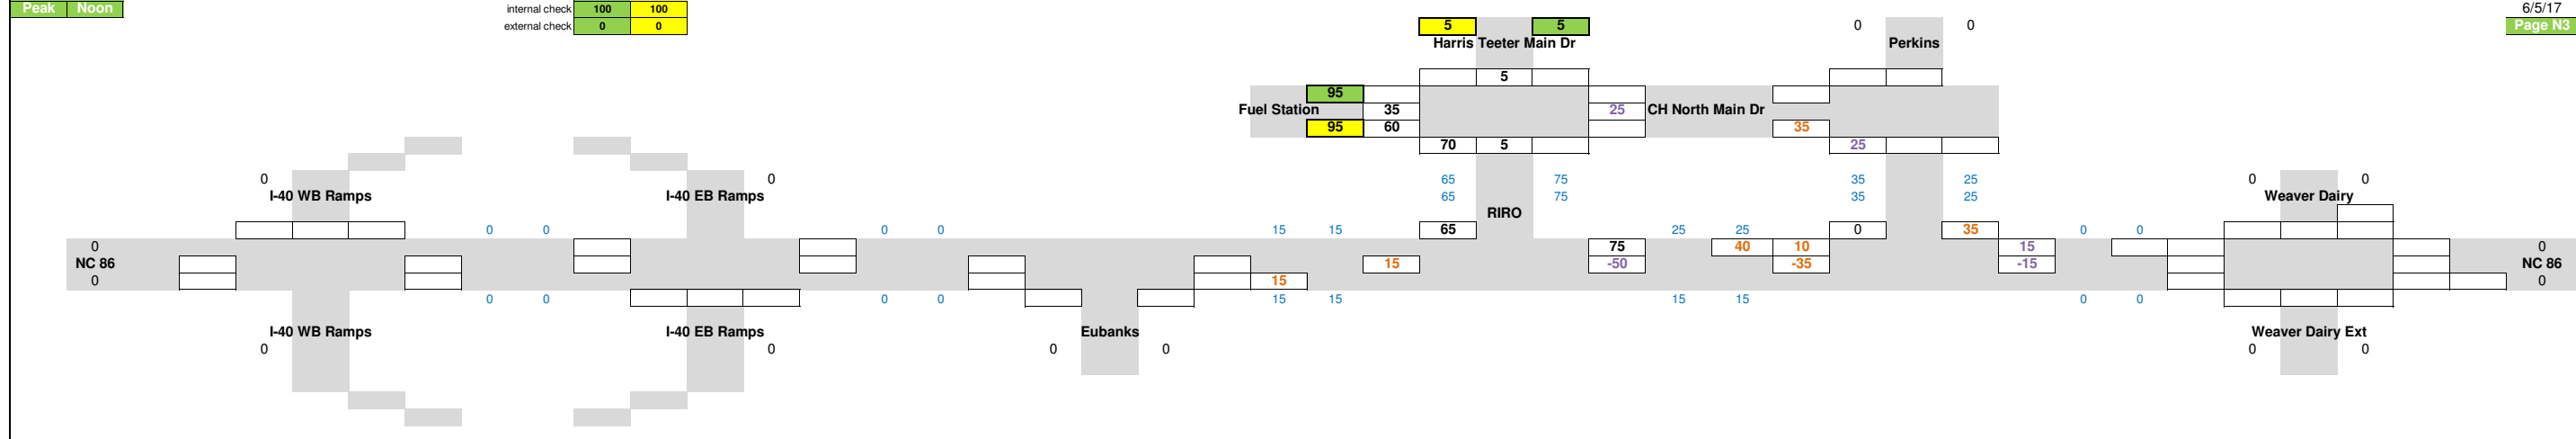 Peak Noon internal check 100 100 6/5/17
external check 0 0 5 5 0 0 Page N3
Harris Teeter Main Dr Perkins
5
95
Fuel Station 35 25 CH North Main Dr
95 60 35
70 5 25
0 0 65 75 35 25 0 0
I-40 WB Ramps I-40 EB Ramps 65 75 35 25 Weaver Dairy
RIRO
0 0 0 0 15 15 65 25 25 0 35 0 0
0 75 40 10 15 0
NC 86 15 -50 -35 -15 NC 86
0 15 0
0 0 0 0 15 15 15 15 0 0
I-40 WB Ramps I-40 EB Ramps Eubanks Weaver Dairy Ext
0 0 0 0 0 0